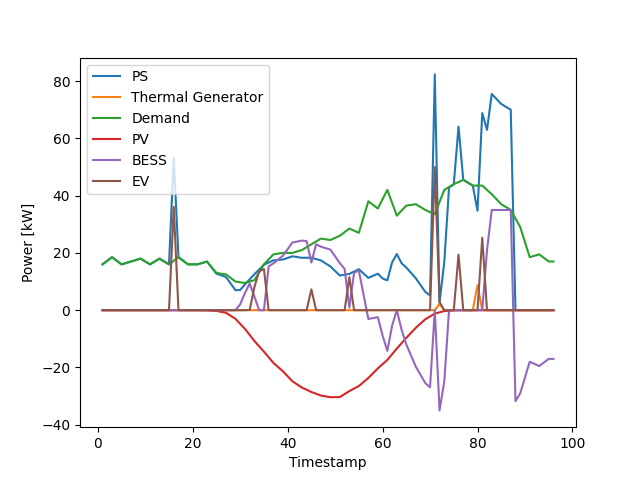 PS
Thermal Generator
Demand
PV
BESS
EV
Power [kW]
80
60
40
20
0
−20
−40
0 20 40 60 80 100
Timestamp